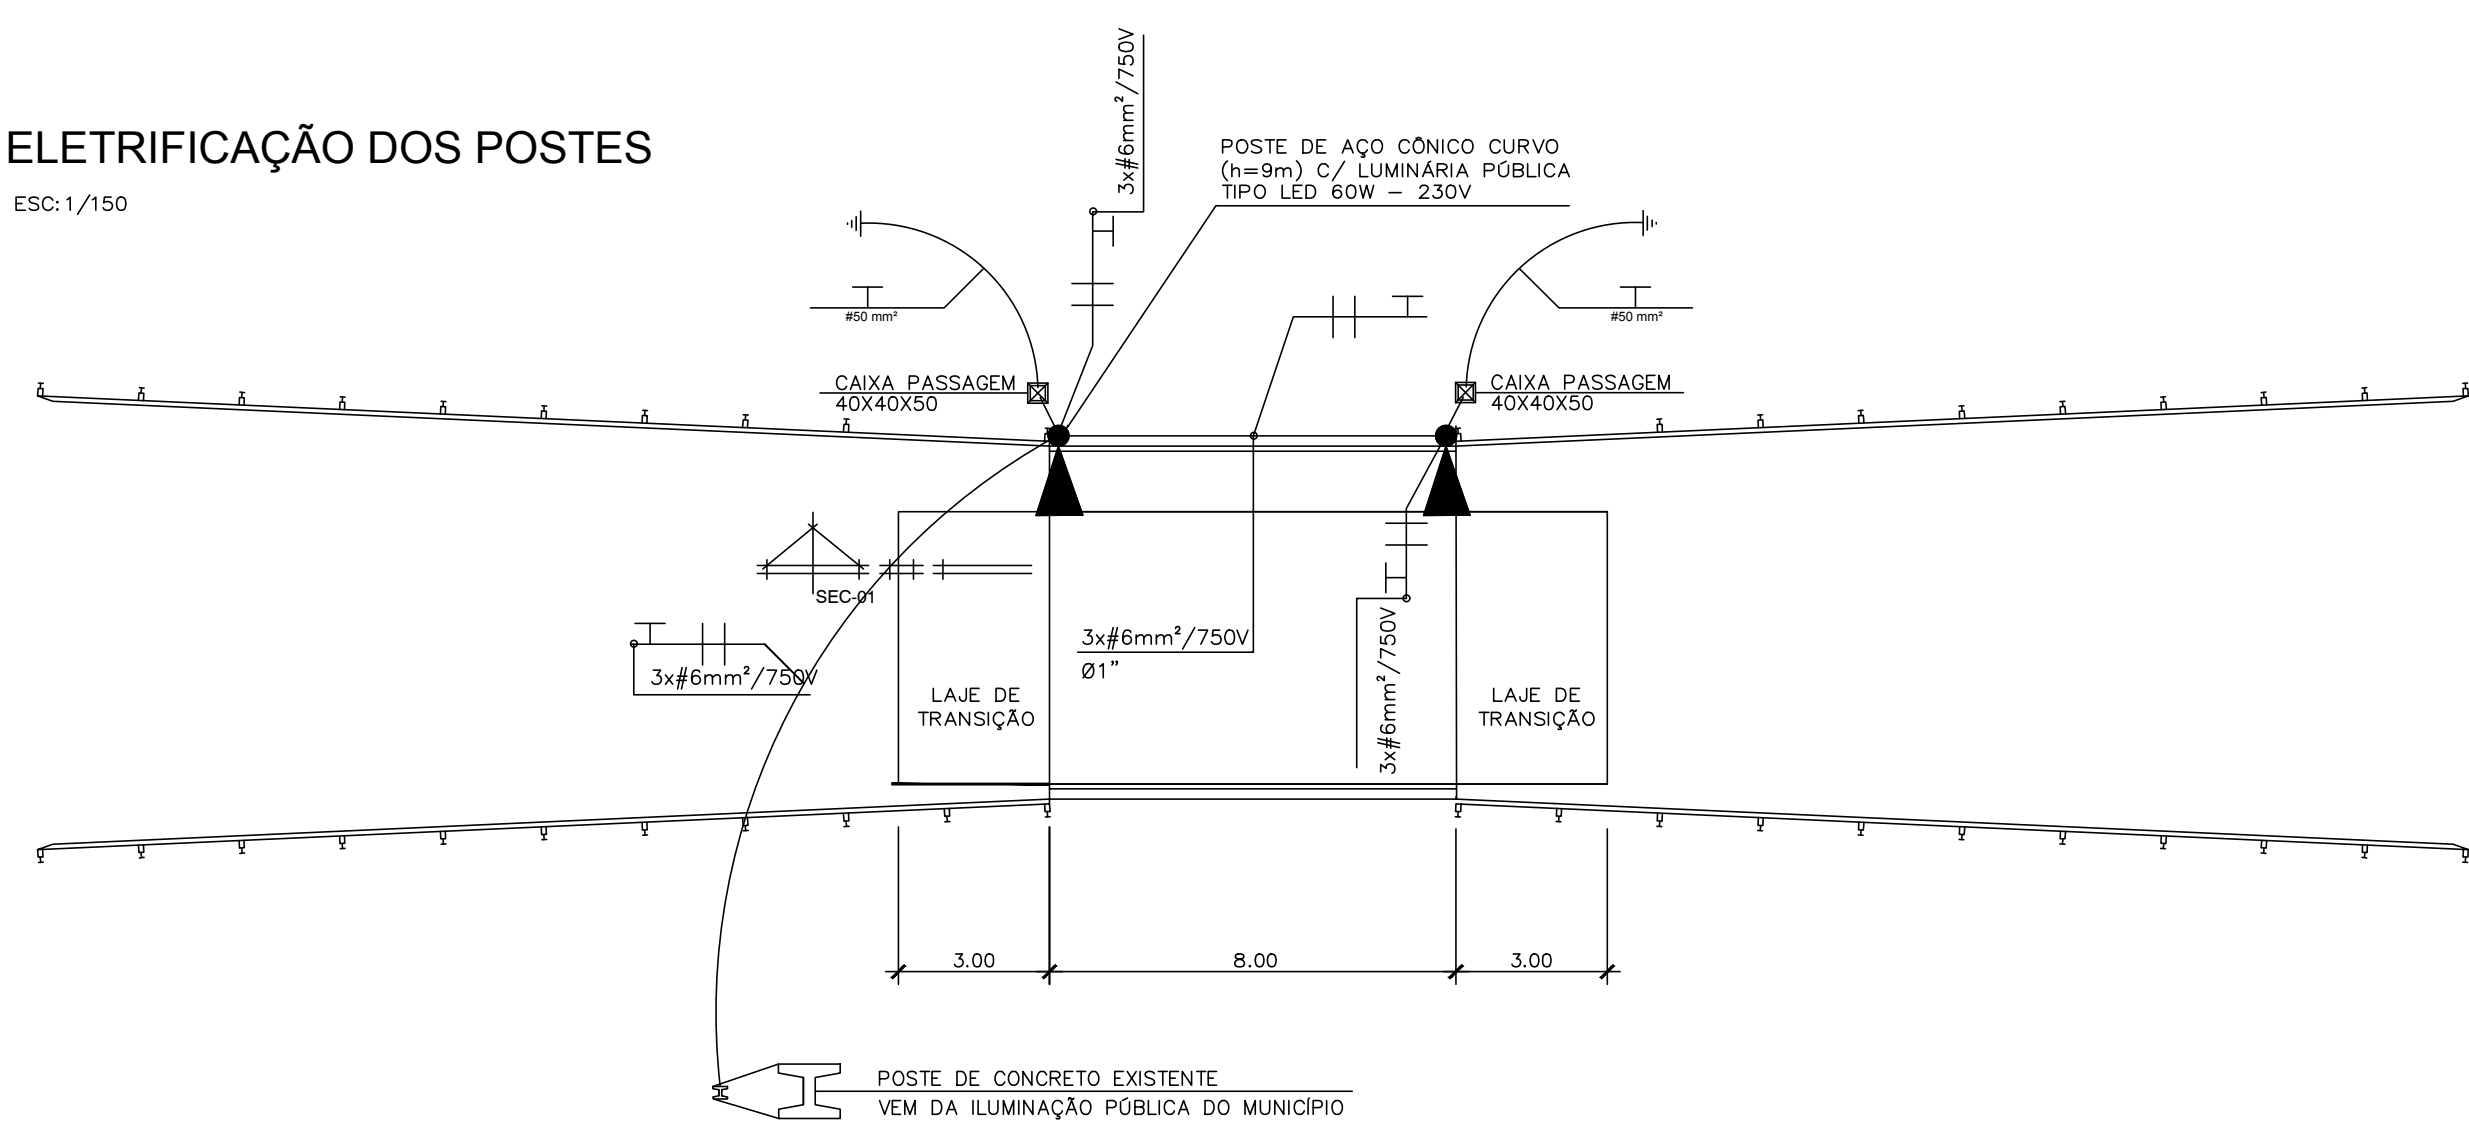 3x#6mm²/750V
ELETRIFICAÇÃO DOS POSTES
ESC: 1/150
POSTE DE AÇO CÔNICO CURVO
(h=9m) C/ LUMINÁRIA PÚBLICA
TIPO LED 60W – 230V
#50 mm²
#50 mm²
CAIXA PASSAGEM
40X40X50
CAIXA PASSAGEM
40X40X50
SEC-01
3x#6mm²/750V
3x#6mm²/750V
Ø1"
3x#6mm²/750V
LAJE DE
TRANSIÇÃO
LAJE DE
TRANSIÇÃO
3.00
8.00
3.00
POSTE DE CONCRETO EXISTENTE
VEM DA ILUMINAÇÃO PÚBLICA DO MUNICÍPIO